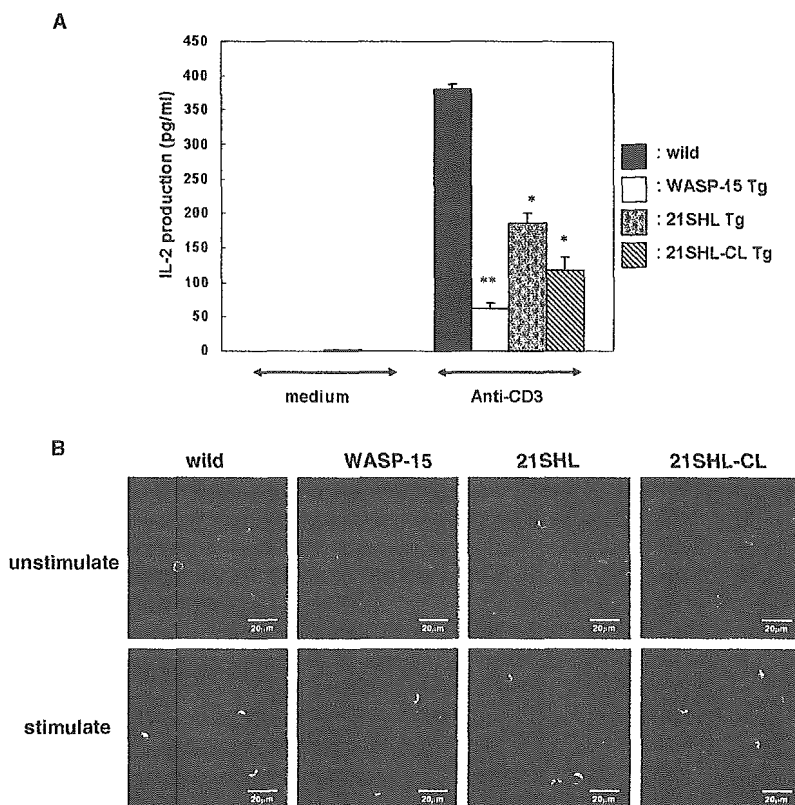 A
IL-2 production (pg/ml)
450
400
350
300
250
200
150
100
50
0
**
*
*
medium
Anti-CD3
: wild
: WASP-15 Tg
: 21SHL Tg
: 21SHL-CL Tg
B
wild WASP-15 21SHL 21SHL-CL
unstimulate
20μm 20μm 20μm 20μm
stimulate
20μm 20μm 20μm 20μm